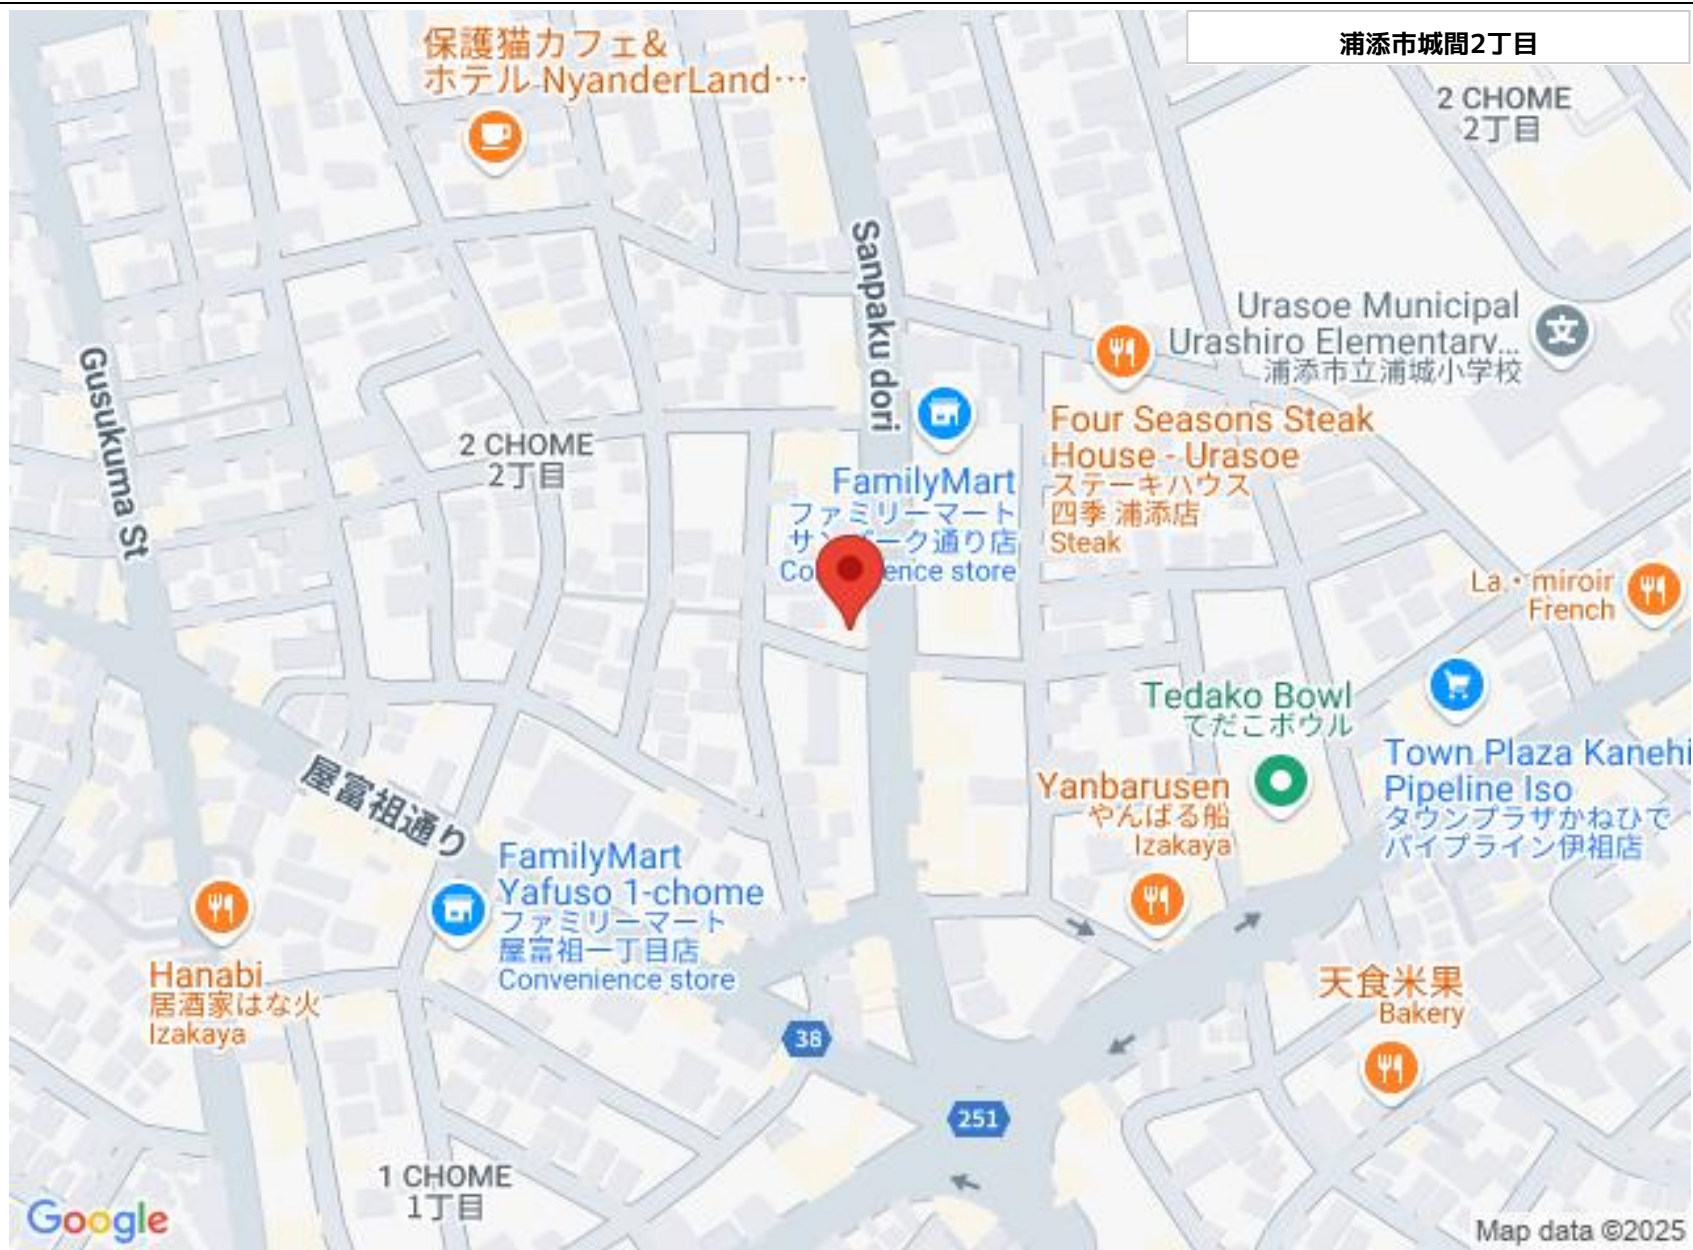 浦添市城間2丁目
保護猫カフェ&
ホテル NyanderLand…
2 CHOME
2丁目
Sanpaku dori
Urasoe Municipal
Urashiro Elementary...
浦添市立浦城小学校
Gusukuma St
Four Seasons Steak
House - Urasoe
ステーキハウス
四季 浦添店
Steak
2 CHOME
2丁目
FamilyMart
ファミリーマート
サンパーク通り店
ence store
La・miroir
French
Tedako Bowl
てだこボウル
Town Plaza Kanehi
Pipeline Iso
タウンプラザかねひで
パイプライン伊祖店
Yanbarusen
やんばる船
Izakaya
屋富祖通り
FamilyMart
Yafuso 1-chome
ファミリーマート
屋富祖一丁目店
Convenience store
Hanabi
居酒家はな火
Izakaya
天食米果
Bakery
38
251
1 CHOME
1丁目
Google
Map data ©2025